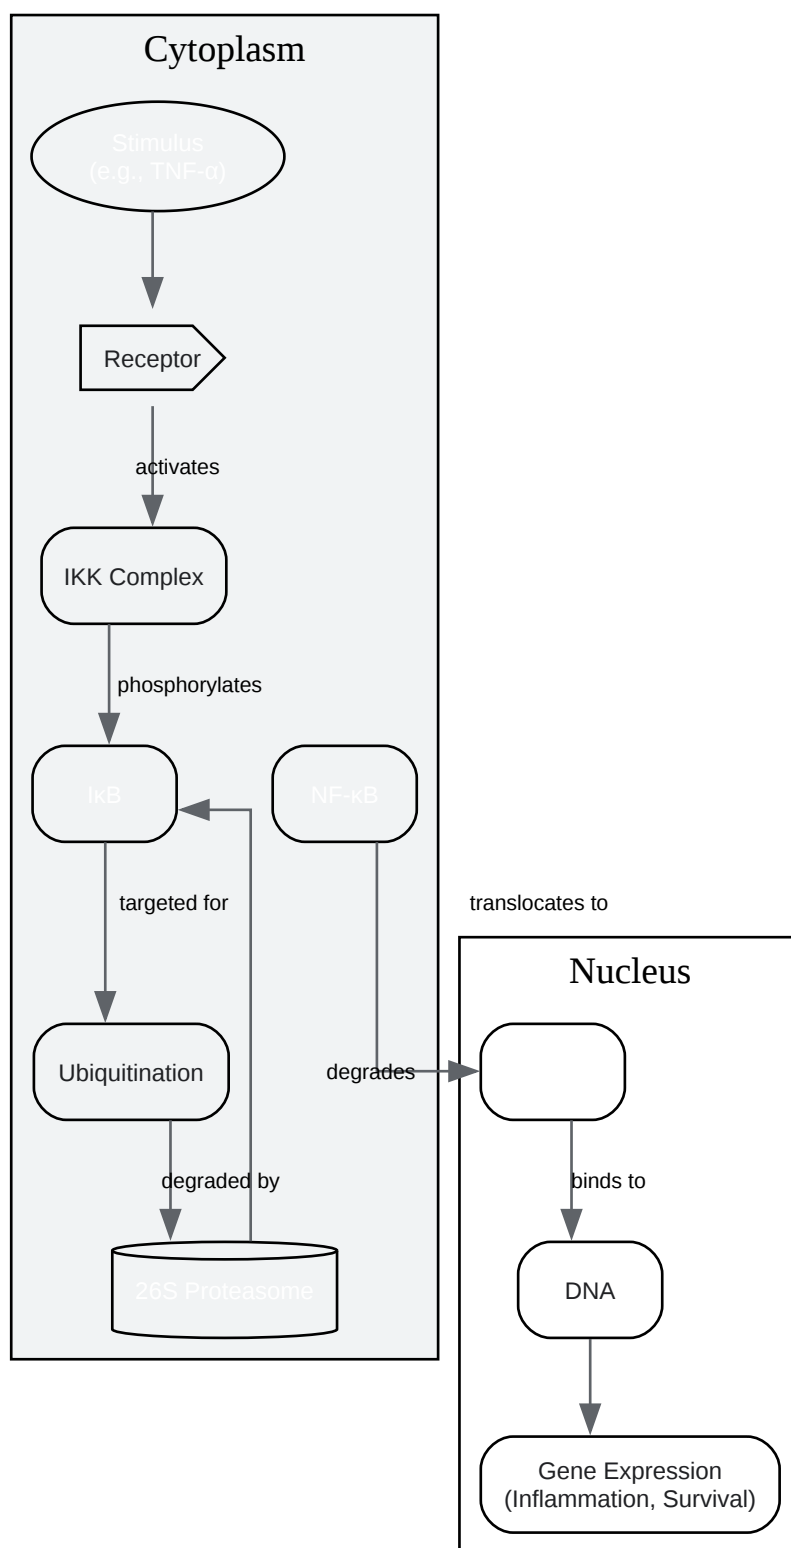 Cytoplasm
Stimulus
(e.g., TNF-α)
Receptor
activates
IKK Complex
phosphorylates
IκB
NF-κB
targeted for
translocates to
Nucleus
Ubiquitination
degrades
degraded by
binds to
26S Proteasome
DNA
Gene Expression
(Inflammation, Survival)